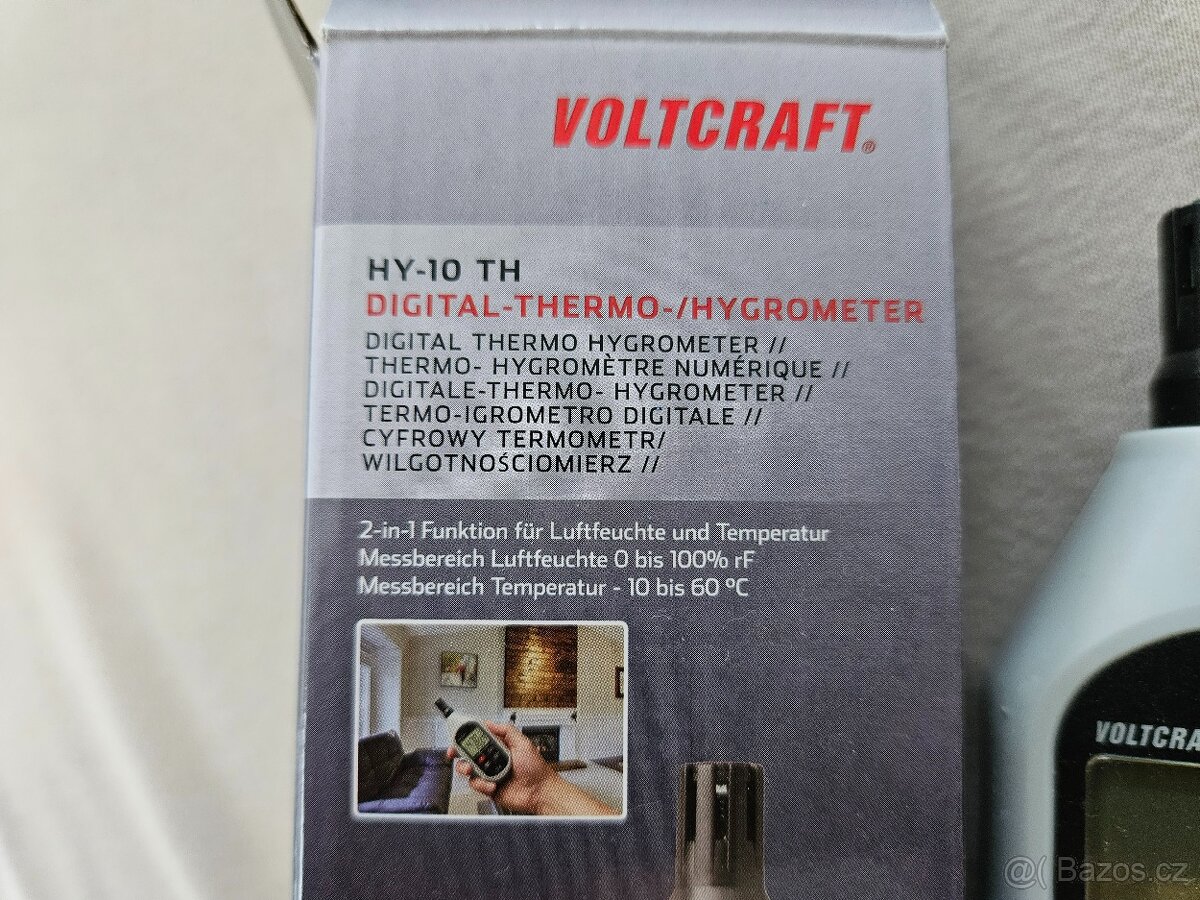 VOLTCRAFT®
HY-10 TH
DIGITAL-THERMO-/HYGROMETER
DIGITAL THERMO HYGROMETER //
THERMO- HYGROMÈTRE NUMÉRIQUE //
DIGITALE-THERMO- HYGROMETER //
TERMO-IGROMETRO DIGITALE //
CYFROWY TERMOMETR/
WILGOTNOŚCIOMIERZ //
2-in-1 Funktion für Luftfeuchte und Temperatur
Messbereich Luftfeuchte 0 bis 100% rF
Messbereich Temperatur - 10 bis 60 °C
VOLTCRA
@( Bazos.cz